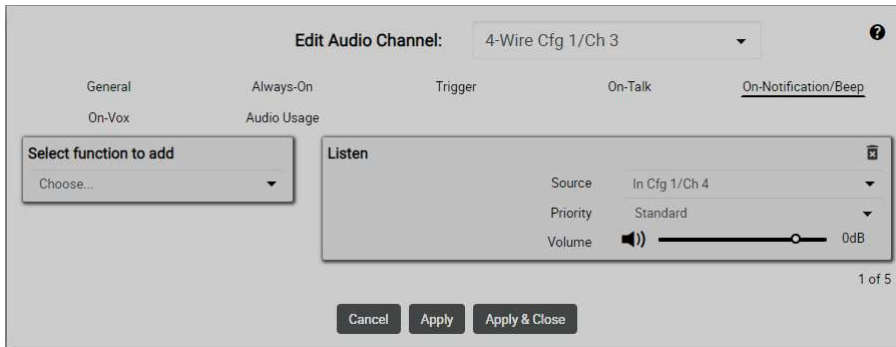 Edit Audio Channel: 4-Wire Cfg 1/Ch 3 ?
General Always-On Trigger On-Talk On-Notification/Beep
On-Vox Audio Usage
Select function to add
Choose...
Listen
Source In Cfg 1/Ch 4
Priority Standard
Volume 0dB
1 of 5
Cancel Apply Apply & Close